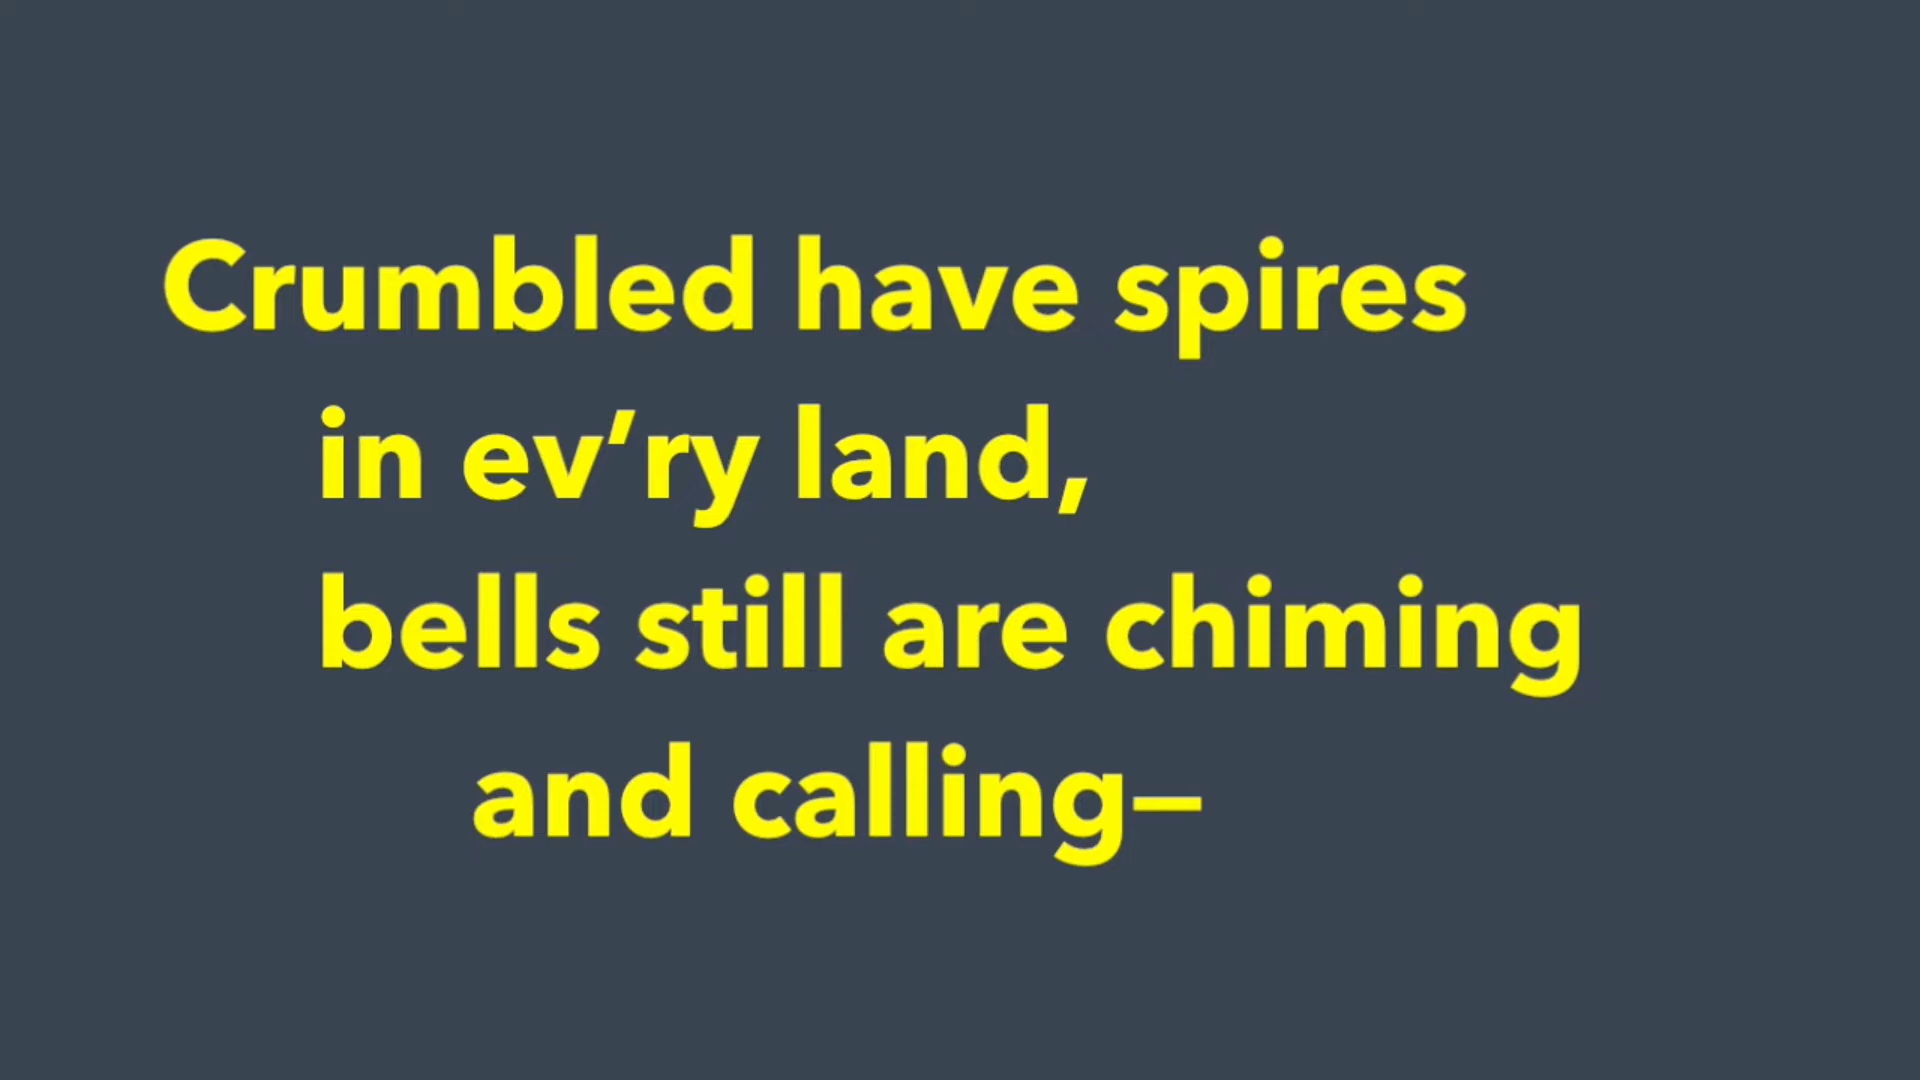 Crumbled have spires
in ev’ry land,
bells still are chiming
and calling—